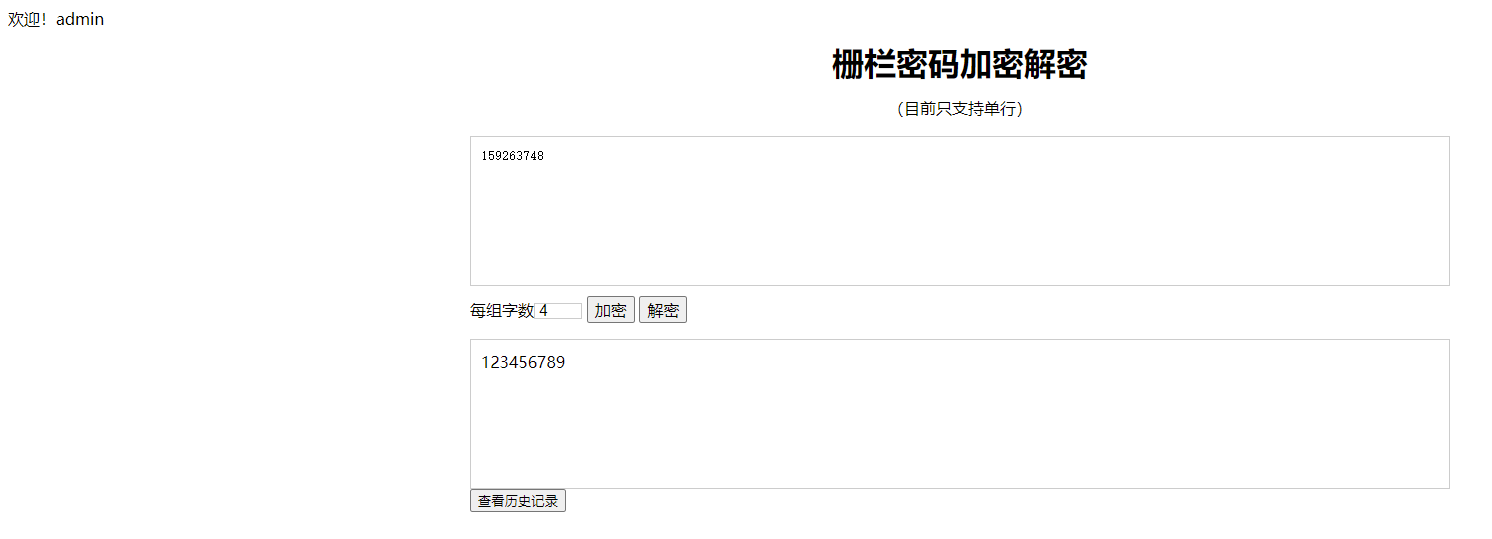 欢迎！admin
栅栏密码加密解密
（目前只支持单行）
159263748
每组字数 4 加密 解密
123456789
查看历史记录